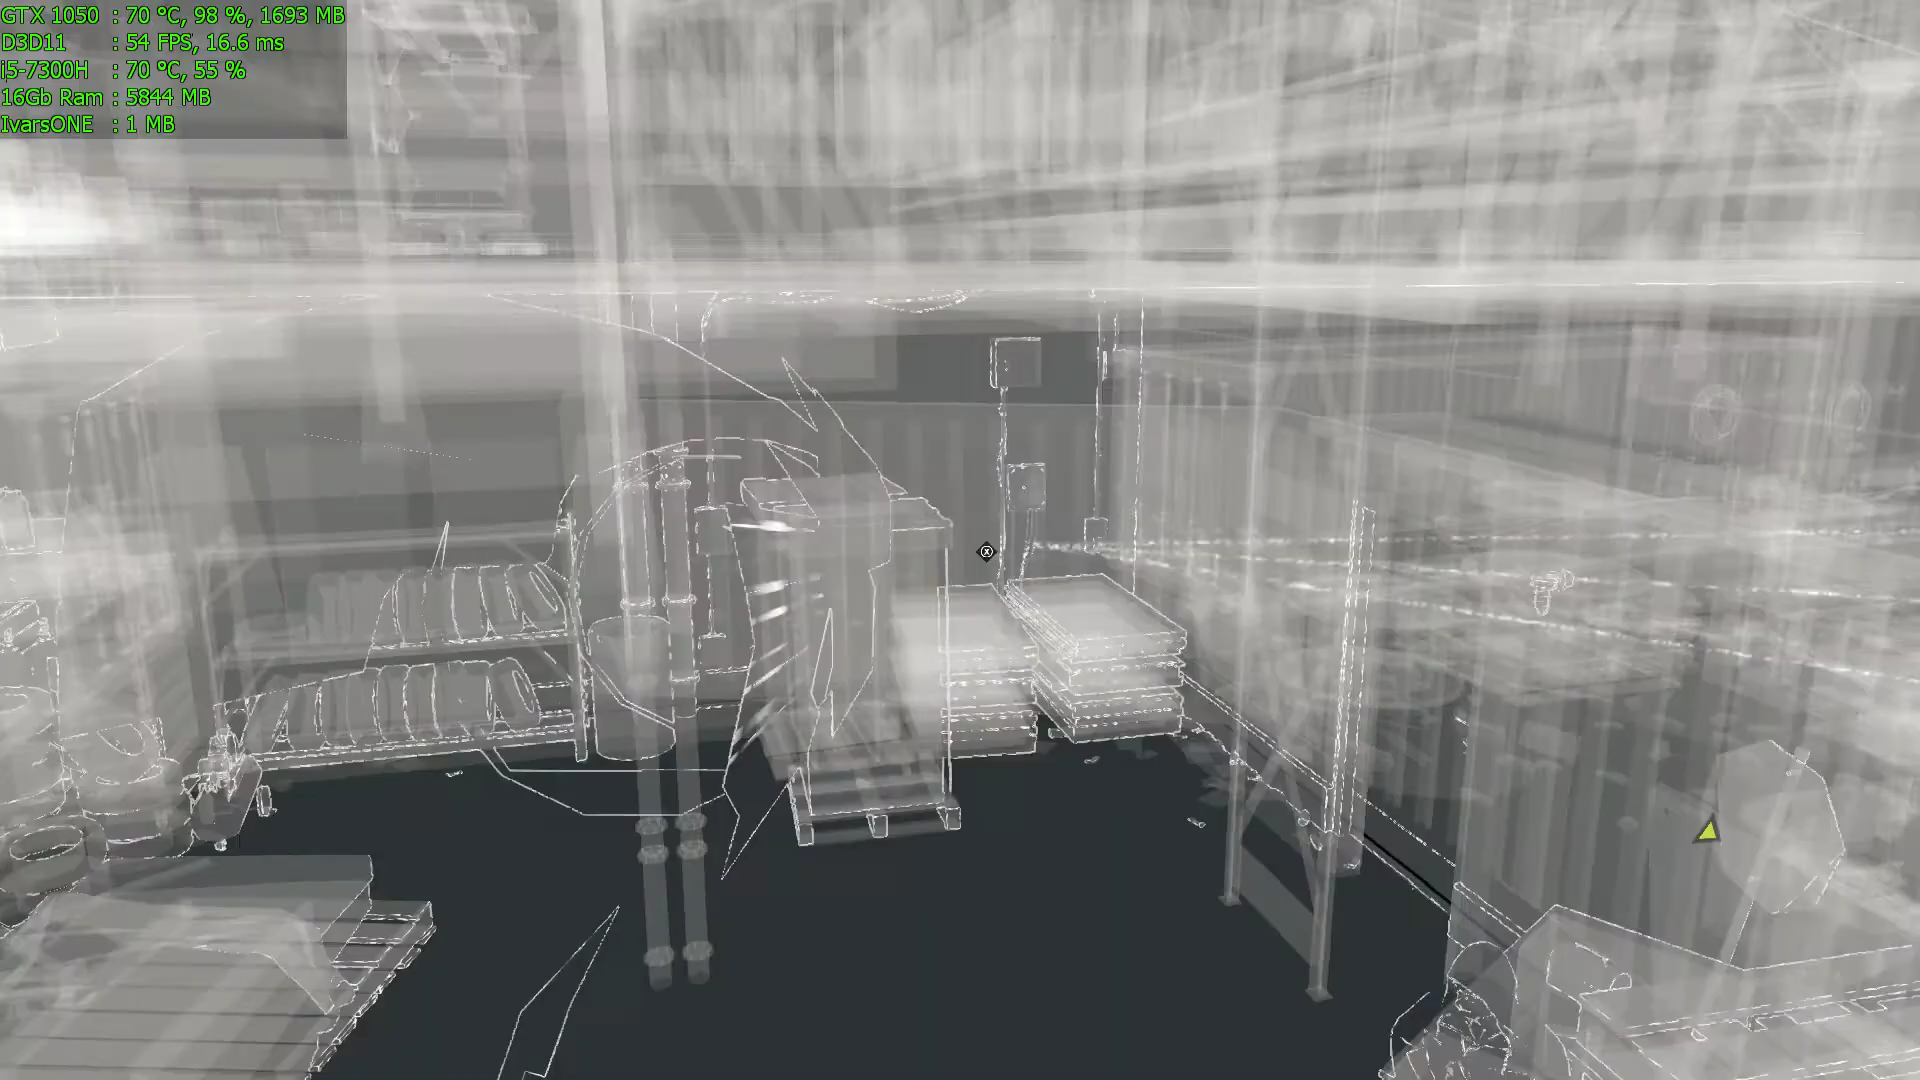 GTX 1050 : 70 °C, 98 %, 1693 MB
D3D11 : 54 FPS, 16.6 ms
i5-7300H : 70 °C, 55 %
16Gb Ram : 5844 MB
IvarsONE : 1 MB